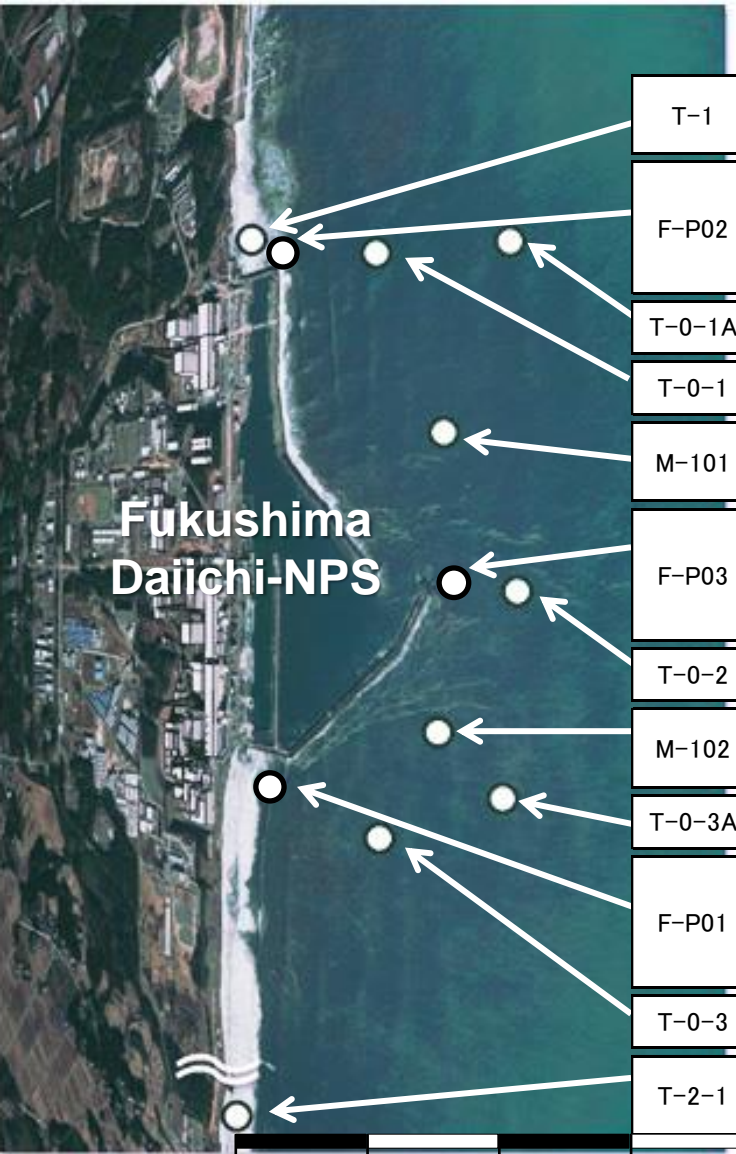 T-1
F-P02
T-0-1A
T-0-1
M-101
Fukushima
Daiichi-NPS
F-P03
T-0-2
M-102
T-0-3A
F-P01
T-0-3
T-2-1